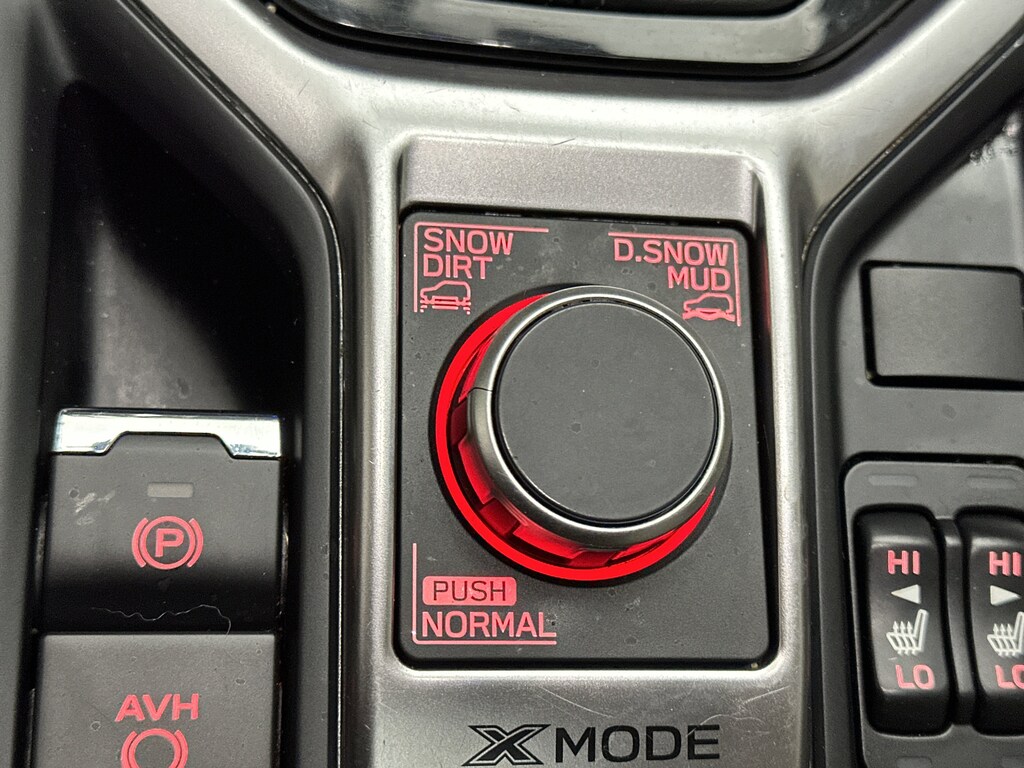 SNOW
DIRT
D.SNOW
MUD
PUSH
NORMAL
X MODE
P
AVH
HI
LO
HI
LO